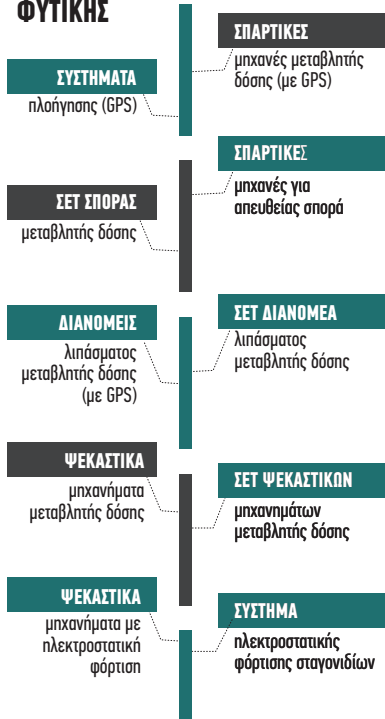 ΦΥΤΙΚΗΣ
ΣΠΑΡΤΙΚΕΣ
μηχανές μεταβλητής
δόσης (με GPS)
ΣΥΣΤΗΜΑΤΑ
πλοήγησης (GPS)
ΣΠΑΡΤΙΚΕΣ
μηχανές για
απευθείας σπορά
ΣΕΤ ΣΠΟΡΑΣ
μεταβλητής δόσης
ΣΕΤ ΔΙΑΝΟΜΕΑ
λιπάσματος
μεταβλητής δόσης
ΔΙΑΝΟΜΕΙΣ
λιπάσματος
μεταβλητής δόσης
(με GPS)
ΨΕΚΑΣΤΙΚΑ
μηχανήματα
μεταβλητής δόσης
ΣΕΤ ΨΕΚΑΣΤΙΚΩΝ
μηχανημάτων
μεταβλητής δόσης
ΨΕΚΑΣΤΙΚΑ
μηχανήματα με
ηλεκτροστατική
φόρτιση
ΣΥΣΤΗΜΑ
ηλεκτροστατικής
φόρτισης σταγονιδίων